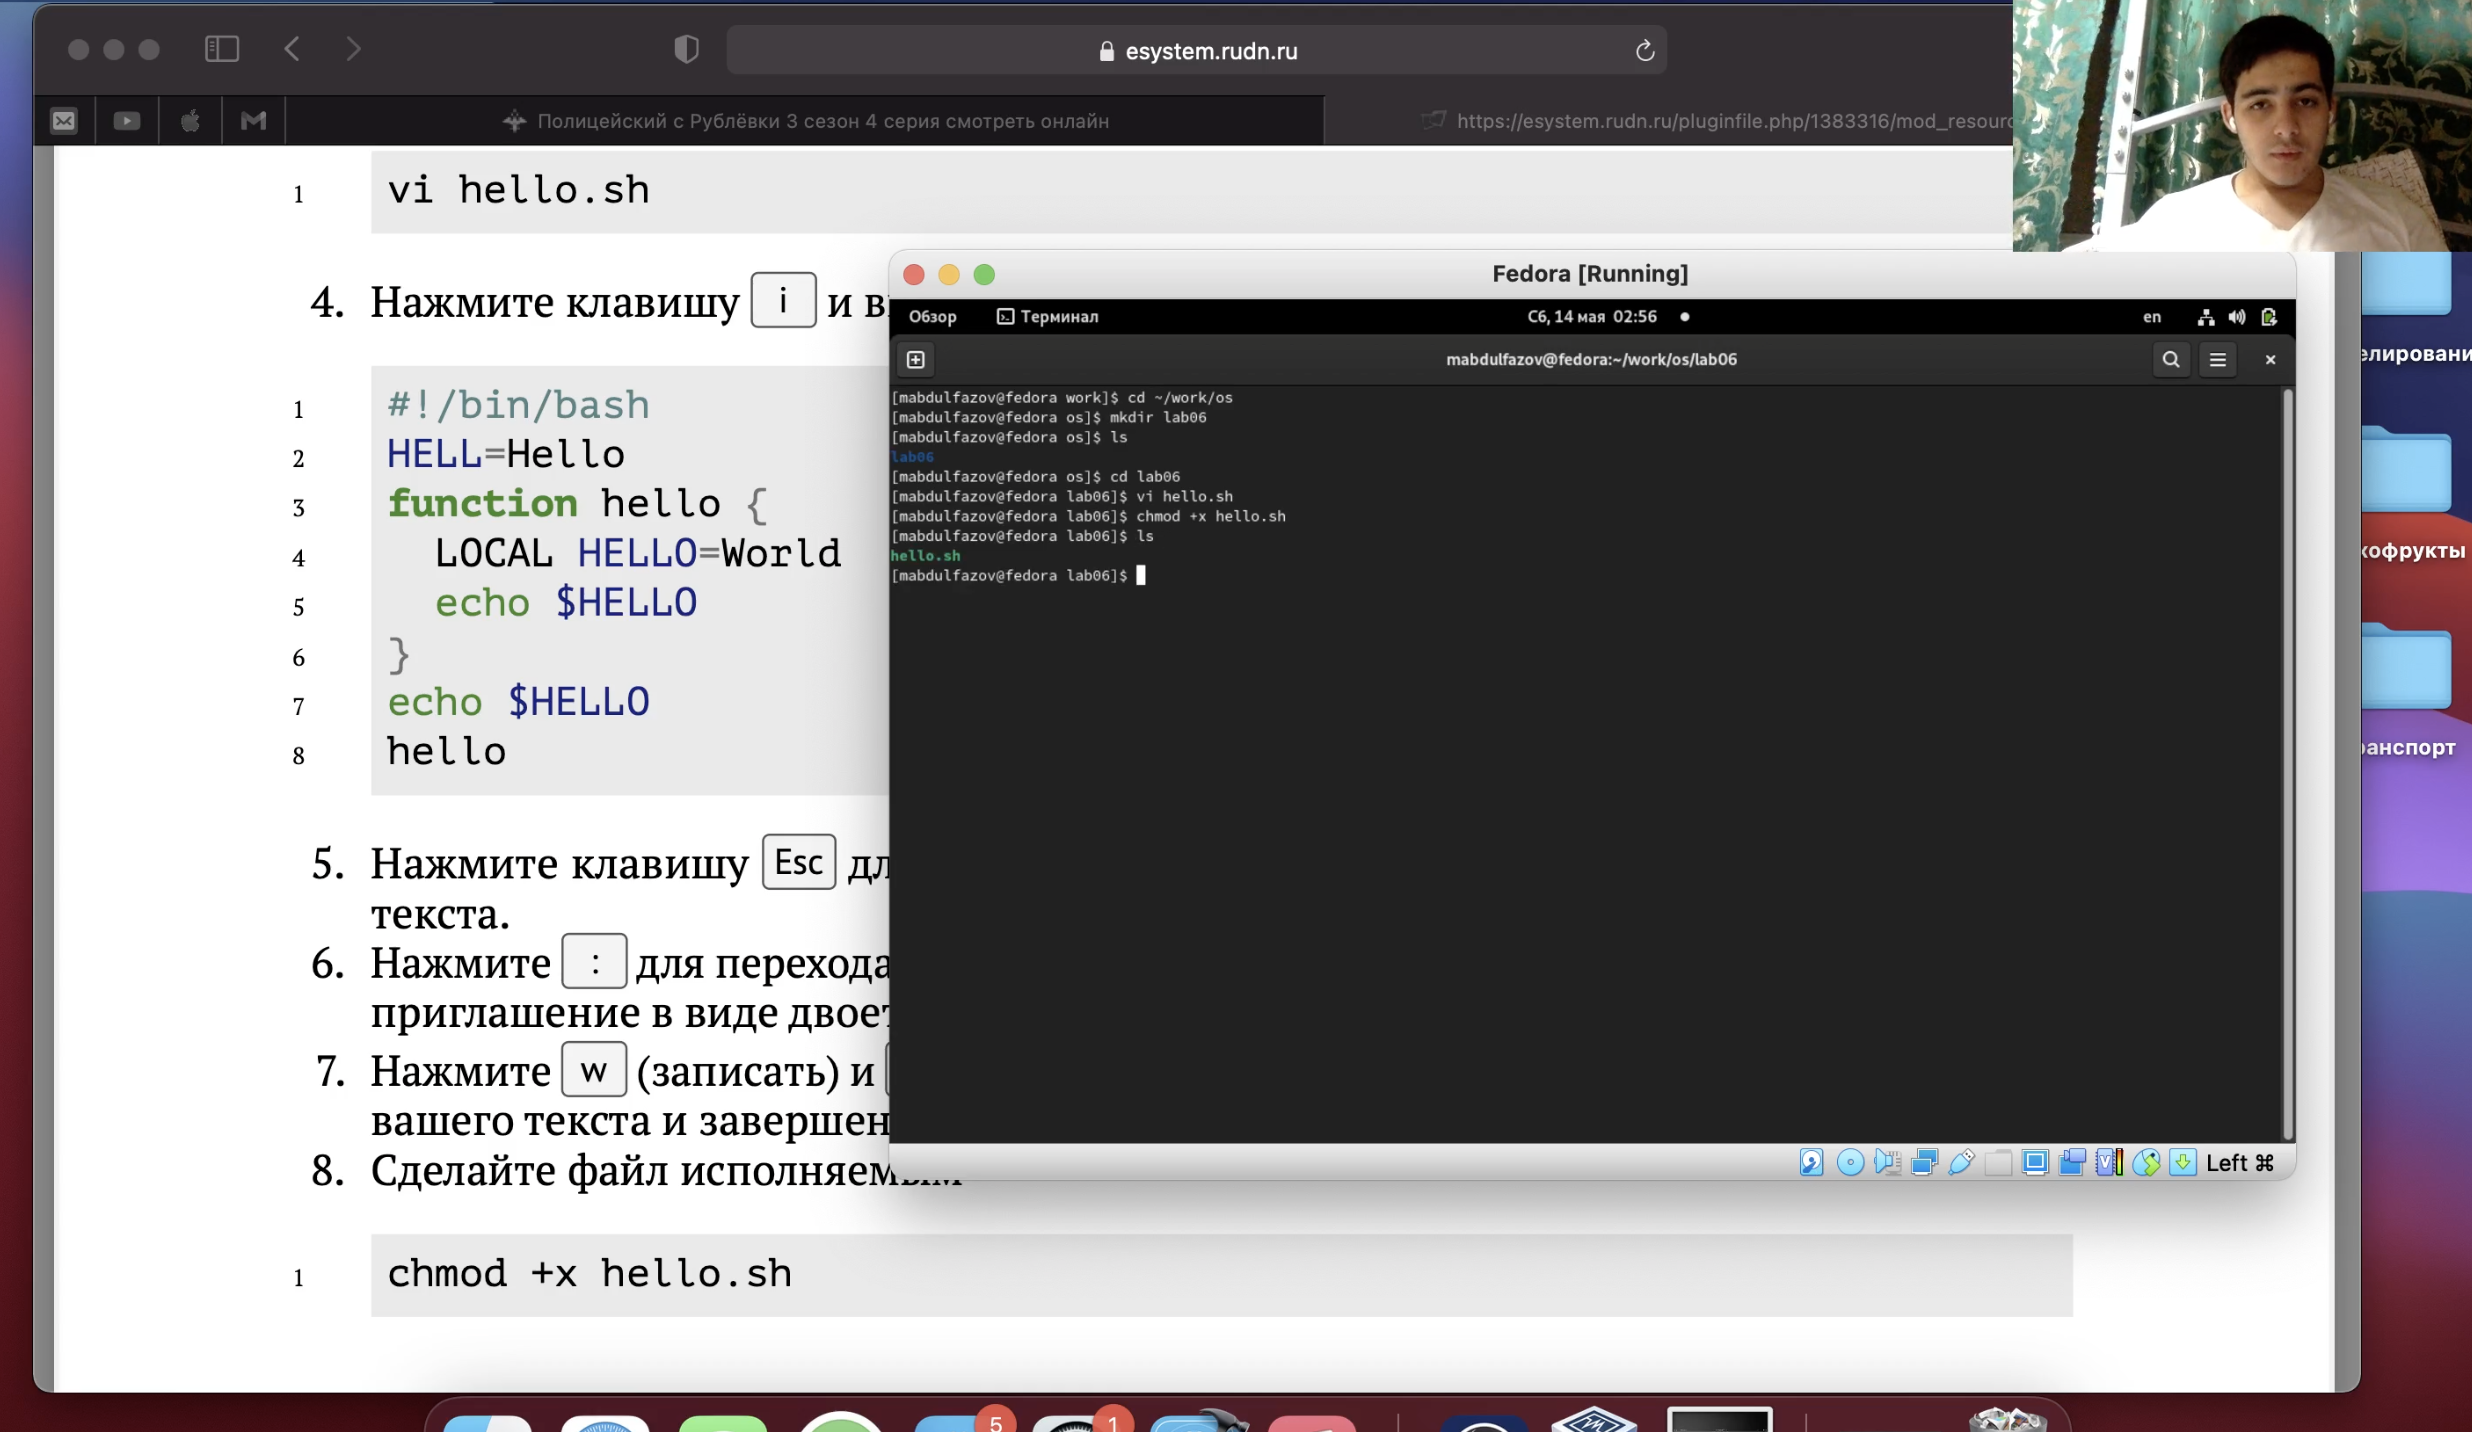 esystem.rudn.ru
Полицейский с Рублёвки 3 сезон 4 серия смотреть онлайн
https://esystem.rudn.ru/pluginfile.php/1383316/mod_resourc
1 vi hello.sh
4. Нажмите клавишу i и в
1 #!/bin/bash
2 HELL=Hello
3 function hello {
4 LOCAL HELLO=World
5 echo $HELLO
6 }
7 echo $HELLO
8 hello
5. Нажмите клавишу Esc дл
текста.
6. Нажмите : для перехода
приглашение в виде двоет
7. Нажмите w (записать) и
вашего текста и завершен
8. Сделайте файл исполняемым
1 chmod +x hello.sh
Fedora [Running]
Обзор Терминал Сб, 14 мая 02:56 en
mabdulfazov@fedora:~/work/os/lab06
[mabdulfazov@fedora work]$ cd ~/work/os
[mabdulfazov@fedora os]$ mkdir lab06
[mabdulfazov@fedora os]$ ls
lab06
[mabdulfazov@fedora os]$ cd lab06
[mabdulfazov@fedora lab06]$ vi hello.sh
[mabdulfazov@fedora lab06]$ chmod +x hello.sh
[mabdulfazov@fedora lab06]$ ls
hello.sh
[mabdulfazov@fedora lab06]$
Left ⌘
елировани
хофрукты
ранспорт
5
1